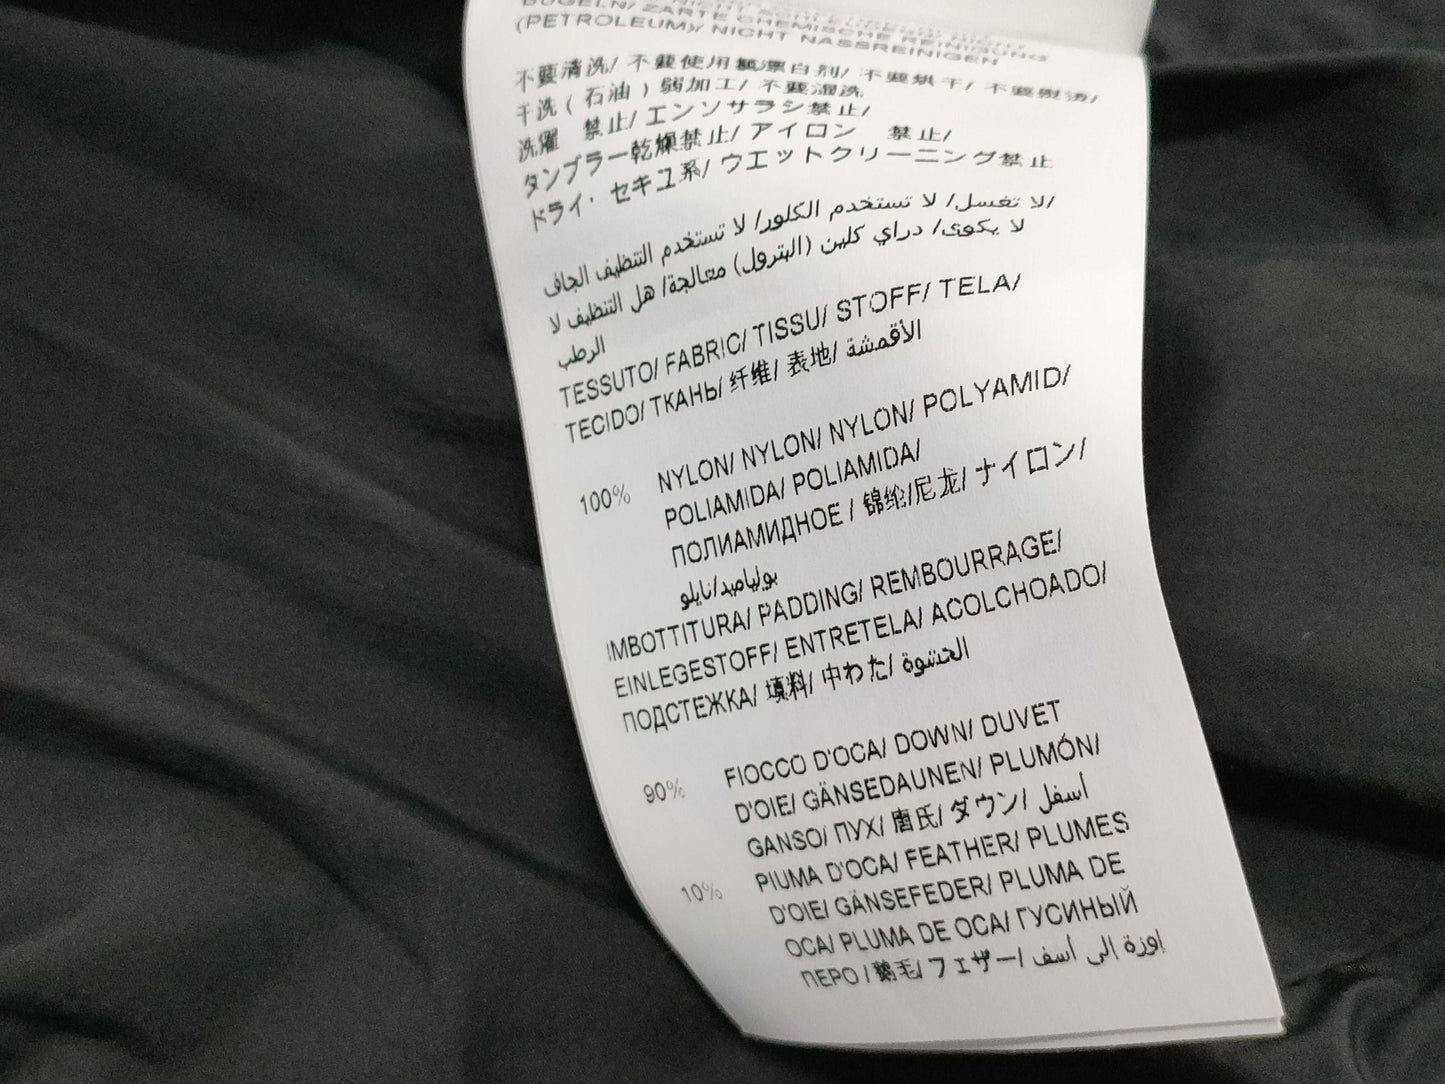 (PETROLEUM)/ NICHT NASSREINIGEN
不要清洗/ 不要使用氯漂白剂/ 不要烘干/ 不要熨烫/
干洗 ( 石油 ) 弱加工/ 不要湿洗
洗濯 禁止/ エンソサラシ禁止/
タンブラー乾燥禁止/ アイロン 禁止/
ドライ・セキユ系/ ウエットクリーニング禁止
لا تغسل/ لا تستخدم الكلور/ لا تستخدم التنظيف الجاف/
لا يكوى/ دراي كلين (البترول) معالجة/ هل التنظيف لا
الرطب
TESSUTO/ FABRIC/ TISSU/ STOFF/ TELA/
TECIDO/ ТКАНЬ/ 纤维/ 表地/ الأقمشة
100% NYLON/ NYLON/ NYLON/ POLYAMID/
POLIAMIDA/ POLIAMIDA/
ПОЛИАМИДНОЕ / 锦纶/尼龙/ ナイロン/
بولياميد/نايلو
IMBOTTITURA/ PADDING/ REMBOURRAGE/
EINLEGESTOFF/ ENTRETELA/ ACOLCHOADO/
ПОДСТЕЖКА/ 填料/ 中わた/ الحشوة
90% FIOCCO D'OCA/ DOWN/ DUVET
D'OIE/ GÄNSEDAUNEN/ PLUMÓN/
GANSO/ ПУХ/ 唐氏/ ダウン/ أسفل
10% PIUMA D'OCA/ FEATHER/ PLUMES
D'OIE/ GÄNSEFEDER/ PLUMA DE
OCA/ PLUMA DE OCA/ ГУСИНЫЙ
ПЕРО / 鹅毛/ フェザー/ إوزة إلى أسف